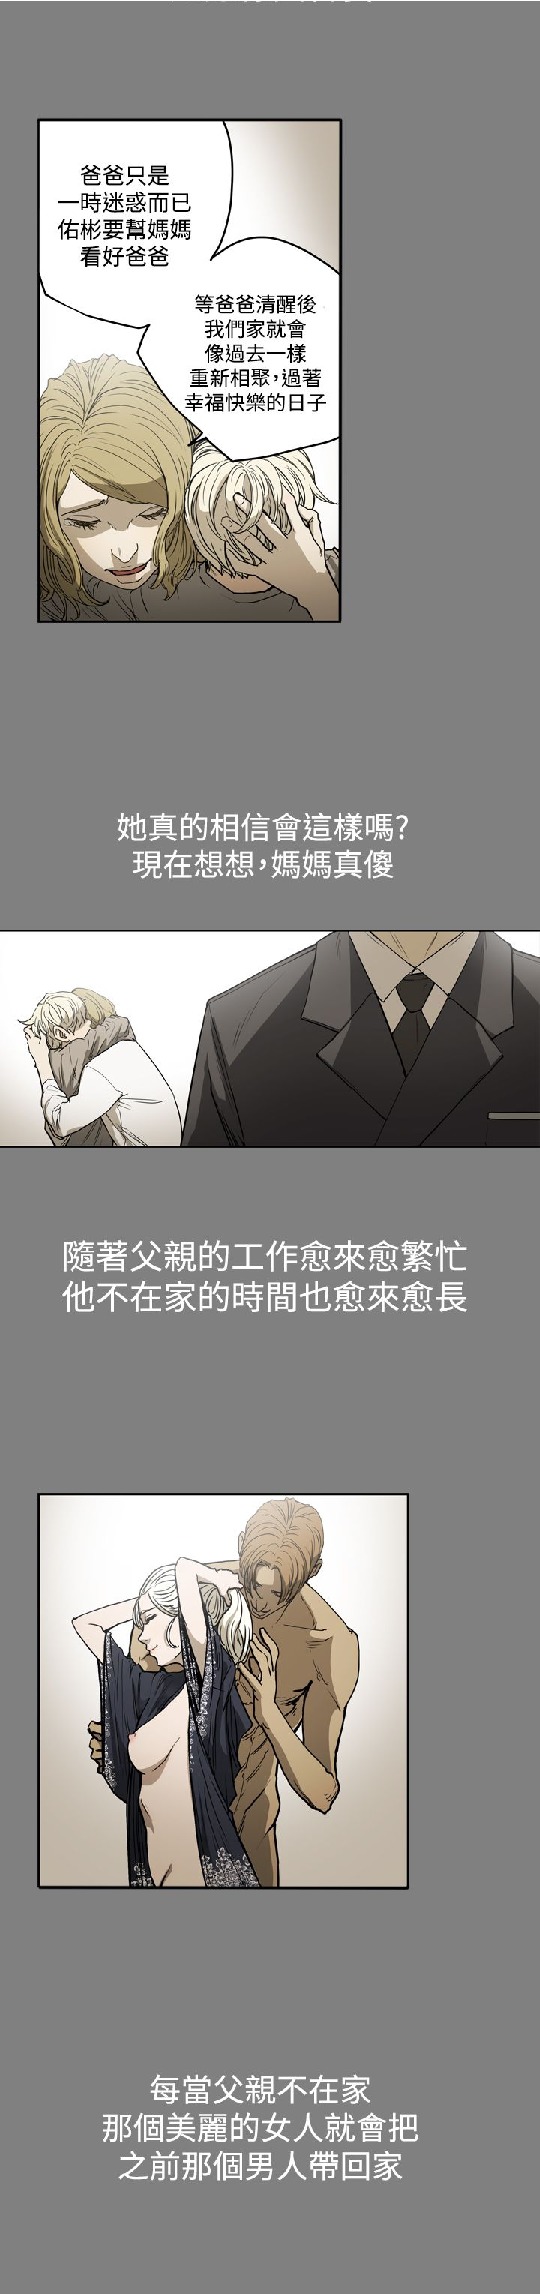 爸爸只是
一時迷惑而已
佑彬要幫媽媽
看好爸爸
等爸爸清醒後
我們家就會
像過去一樣
重新相聚，過著
幸福快樂的日子
她真的相信會這樣嗎?
現在想想，媽媽真傻
隨著父親的工作愈來愈繁忙
他不在家的時間也愈來愈長
每當父親不在家
那個美麗的女人就會把
之前那個男人帶回家